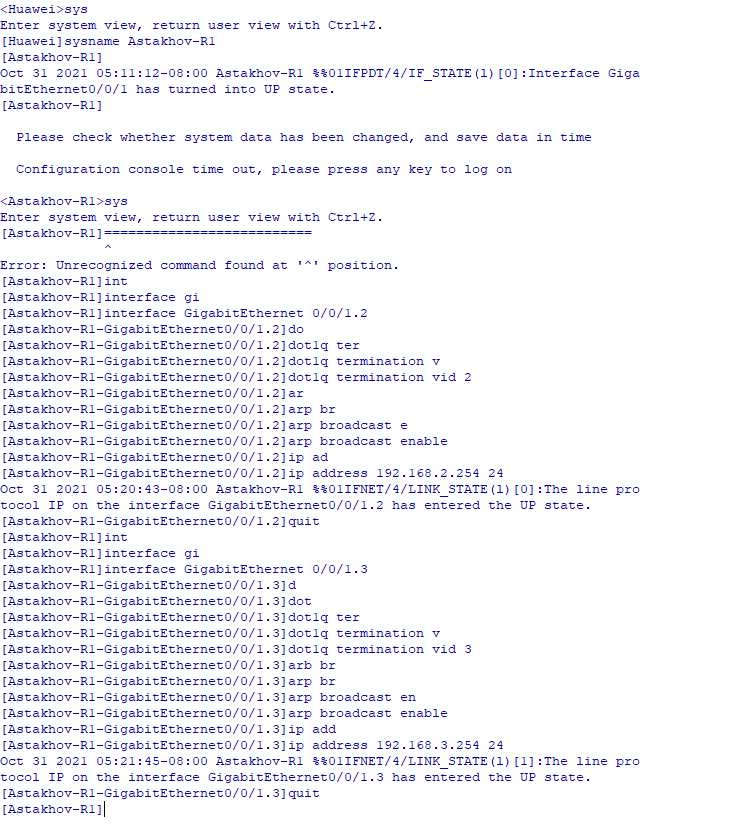 <Huawei>sys
Enter system view, return user view with Ctrl+Z.
[Huawei]sysname Astakhov-R1
[Astakhov-R1]
Oct 31 2021 05:11:12-08:00 Astakhov-R1 %%01IFPDT/4/IF_STATE(l)[0]:Interface Giga
bitEthernet0/0/1 has turned into UP state.
[Astakhov-R1]
  Please check whether system data has been changed, and save data in time
  Configuration console time out, please press any key to log on
<Astakhov-R1>sys
Enter system view, return user view with Ctrl+Z.
[Astakhov-R1]==========================
             ^
Error: Unrecognized command found at '^' position.
[Astakhov-R1]int
[Astakhov-R1]interface gi
[Astakhov-R1]interface GigabitEthernet 0/0/1.2
[Astakhov-R1-GigabitEthernet0/0/1.2]do
[Astakhov-R1-GigabitEthernet0/0/1.2]dot1q ter
[Astakhov-R1-GigabitEthernet0/0/1.2]dot1q termination v
[Astakhov-R1-GigabitEthernet0/0/1.2]dot1q termination vid 2
[Astakhov-R1-GigabitEthernet0/0/1.2]ar
[Astakhov-R1-GigabitEthernet0/0/1.2]arp br
[Astakhov-R1-GigabitEthernet0/0/1.2]arp broadcast e
[Astakhov-R1-GigabitEthernet0/0/1.2]arp broadcast enable
[Astakhov-R1-GigabitEthernet0/0/1.2]ip ad
[Astakhov-R1-GigabitEthernet0/0/1.2]ip address 192.168.2.254 24
Oct 31 2021 05:20:43-08:00 Astakhov-R1 %%01IFNET/4/LINK_STATE(l)[0]:The line pro
tocol IP on the interface GigabitEthernet0/0/1.2 has entered the UP state.
[Astakhov-R1-GigabitEthernet0/0/1.2]quit
[Astakhov-R1]int
[Astakhov-R1]interface gi
[Astakhov-R1]interface GigabitEthernet 0/0/1.3
[Astakhov-R1-GigabitEthernet0/0/1.3]d
[Astakhov-R1-GigabitEthernet0/0/1.3]dot
[Astakhov-R1-GigabitEthernet0/0/1.3]dot1q ter
[Astakhov-R1-GigabitEthernet0/0/1.3]dot1q termination v
[Astakhov-R1-GigabitEthernet0/0/1.3]dot1q termination vid 3
[Astakhov-R1-GigabitEthernet0/0/1.3]arb br
[Astakhov-R1-GigabitEthernet0/0/1.3]arp br
[Astakhov-R1-GigabitEthernet0/0/1.3]arp broadcast en
[Astakhov-R1-GigabitEthernet0/0/1.3]arp broadcast enable
[Astakhov-R1-GigabitEthernet0/0/1.3]ip add
[Astakhov-R1-GigabitEthernet0/0/1.3]ip address 192.168.3.254 24
Oct 31 2021 05:21:45-08:00 Astakhov-R1 %%01IFNET/4/LINK_STATE(l)[1]:The line pro
tocol IP on the interface GigabitEthernet0/0/1.3 has entered the UP state.
[Astakhov-R1-GigabitEthernet0/0/1.3]quit
[Astakhov-R1]